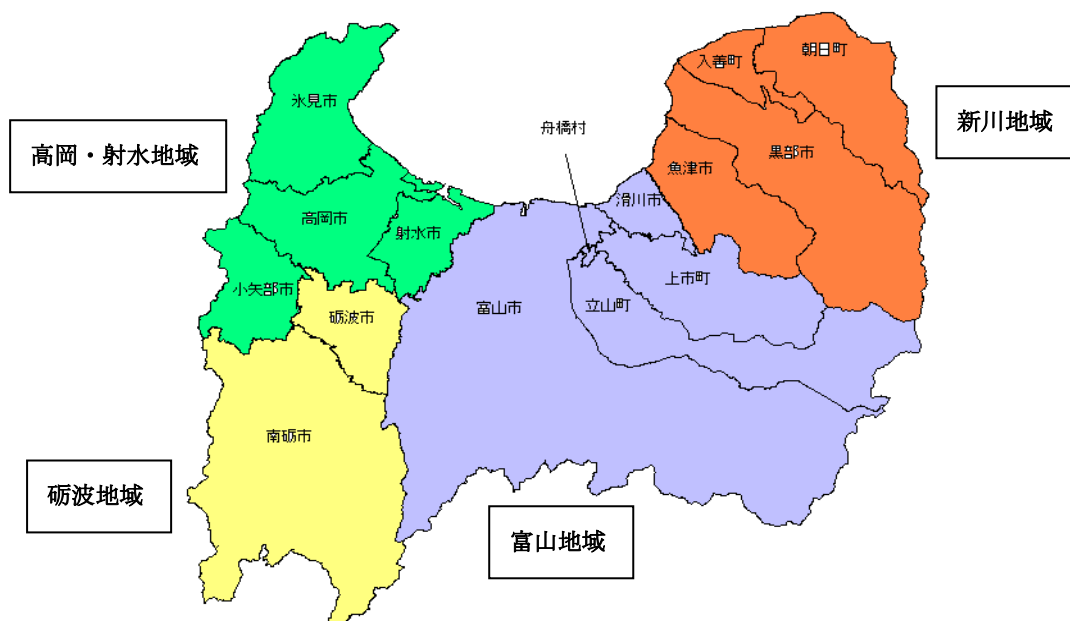 朝日町
入善町
氷見市
新川地域
舟橋村
高岡・射水地域
黒部市
魚津市
滑川市
高岡市
射水市
上市町
小矢部市
富山市
立山町
砺波市
南砺市
砺波地域
富山地域